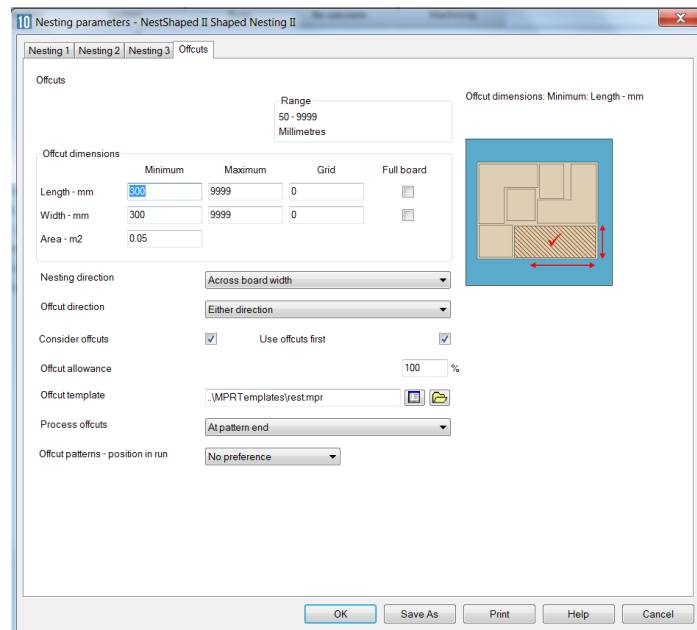 10 Nesting parameters - NestShaped II Shaped Nesting II
Nesting 1 Nesting 2 Nesting 3 Offcuts
Offcuts
Offcut dimensions: Minimum: Length - mm
Range
50 - 9999
Millimetres
Offcut dimensions
Minimum Maximum Grid Full board
Length - mm 300 9999 0
Width - mm 300 9999 0
Area - m2 0.05
Nesting direction Across board width
Offcut direction Either direction
Consider offcuts Use offcuts first
Offcut allowance 100 %
Offcut template ..\MPRTemplates\rest.mpr
Process offcuts At pattern end
Offcut patterns - position in run No preference
OK Save As Print Help Cancel